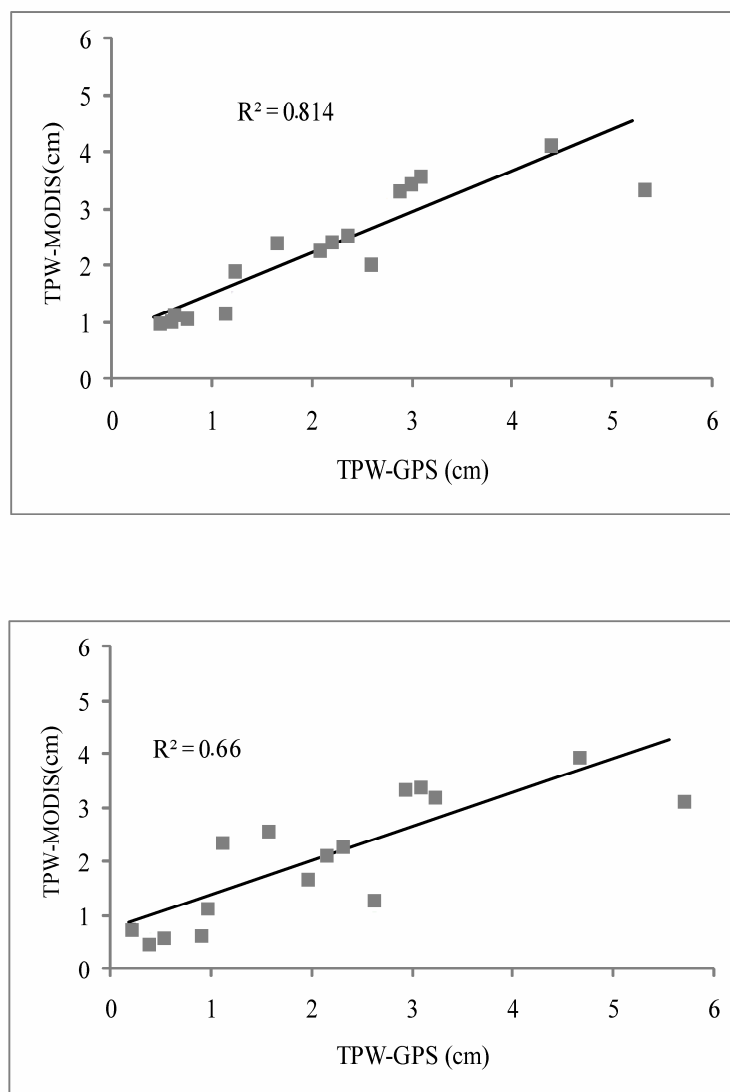 6
5
R² = 0.814
4
3
2
1
0
TPW-MODIS(cm)
0 1 2 3 4 5 6
TPW-GPS (cm)
6
5
R² = 0.66
4
3
2
1
0
TPW-MODIS(cm)
0 1 2 3 4 5 6
TPW-GPS (cm)